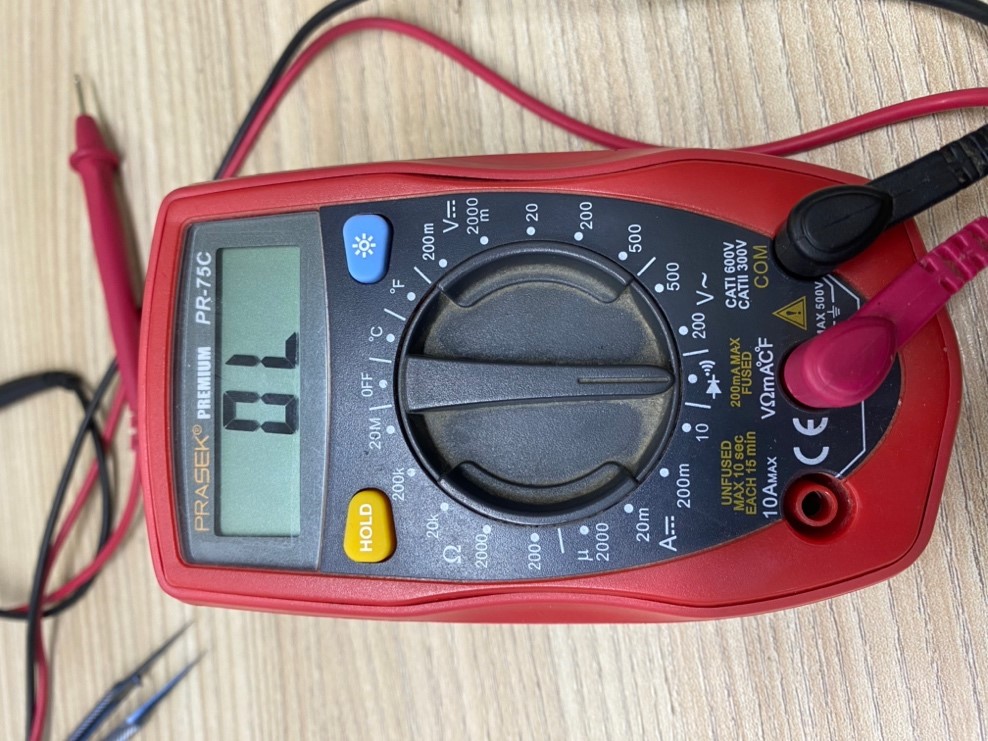 PRASEK® PREMIUM PR-75C
0L
HOLD
OFF
°C
°F
200m
V⎓
2000m
20
200
500
500
200
V~
10
200m
20m
A⎓
2000
µ
200
2000
Ω
20k
200k
20M
UNFUSED
MAX 10 sec
EACH 15 min
10A MAX
200mA MAX
FUSED
VΩmA°C°F
CATI 600V
CATII 300V
COM
MAX 500V
CE